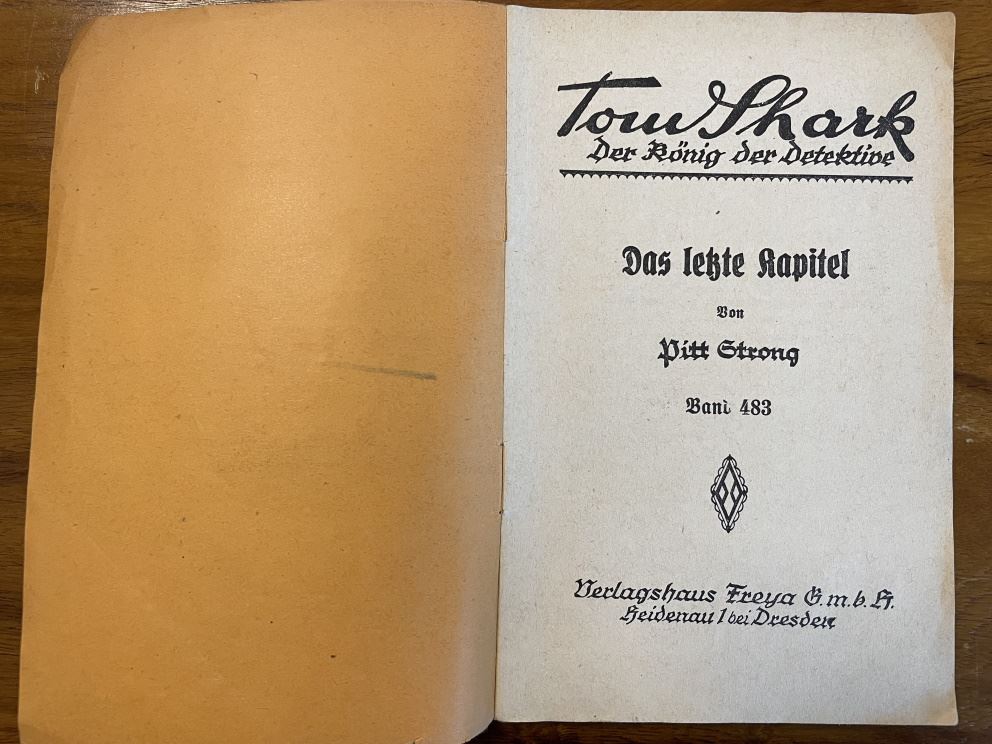 Tom Shark
Der König der Detektive
Das letzte Kapitel
Von
Pitt Strong
Band 483
Verlagshaus Freya G.m.b.H.
Heidenau 1 bei Dresden